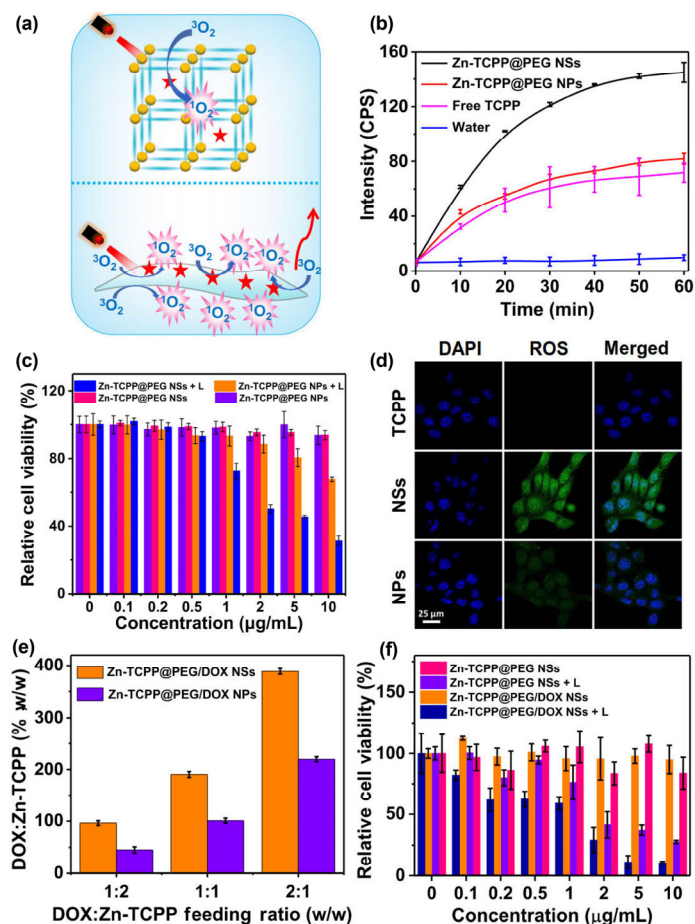 (a)
³O₂
¹O₂
¹O₂
¹O₂
¹O₂
³O₂
³O₂
³O₂
³O₂
¹O₂
¹O₂
¹O₂
(b)
Intensity (CPS)
160
120
80
40
0
Zn-TCPP@PEG NSs
Zn-TCPP@PEG NPs
Free TCPP
Water
0 10 20 30 40 50 60
Time (min)
(c)
Relative cell viability (%)
120
80
40
0
Zn-TCPP@PEG NSs + L
Zn-TCPP@PEG NPs + L
Zn-TCPP@PEG NSs
Zn-TCPP@PEG NPs
0 0.1 0.2 0.5 1 2 5 10
Concentration (μg/mL)
(d)
DAPI ROS Merged
TCPP
NSs
NPs
25 μm
(e)
DOX:Zn-TCPP (% w/w)
400
300
200
100
0
Zn-TCPP@PEG/DOX NSs
Zn-TCPP@PEG/DOX NPs
1:2 1:1 2:1
DOX:Zn-TCPP feeding ratio (w/w)
(f)
Relative cell viability (%)
150
125
100
75
50
25
0
Zn-TCPP@PEG NSs
Zn-TCPP@PEG NSs + L
Zn-TCPP@PEG/DOX NSs
Zn-TCPP@PEG/DOX NSs + L
0 0.1 0.2 0.5 1 2 5 10
Concentration (μg/mL)